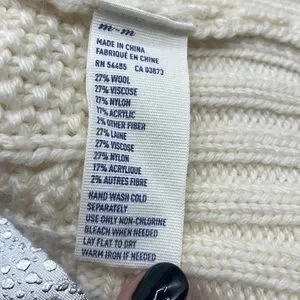 m~m
MADE IN CHINA
FABRIQUÉ EN CHINE
RN 54485 CA 03873
27% WOOL
27% VISCOSE
27% NYLON
17% ACRYLIC
2% OTHER FIBER
27% LAINE
27% VISCOSE
27% NYLON
17% ACRYLIQUE
2% AUTRES FIBRE
HAND WASH COLD
SEPARATELY
USE ONLY NON-CHLORINE
BLEACH WHEN NEEDED
LAY FLAT TO DRY
WARM IRON IF NEEDED